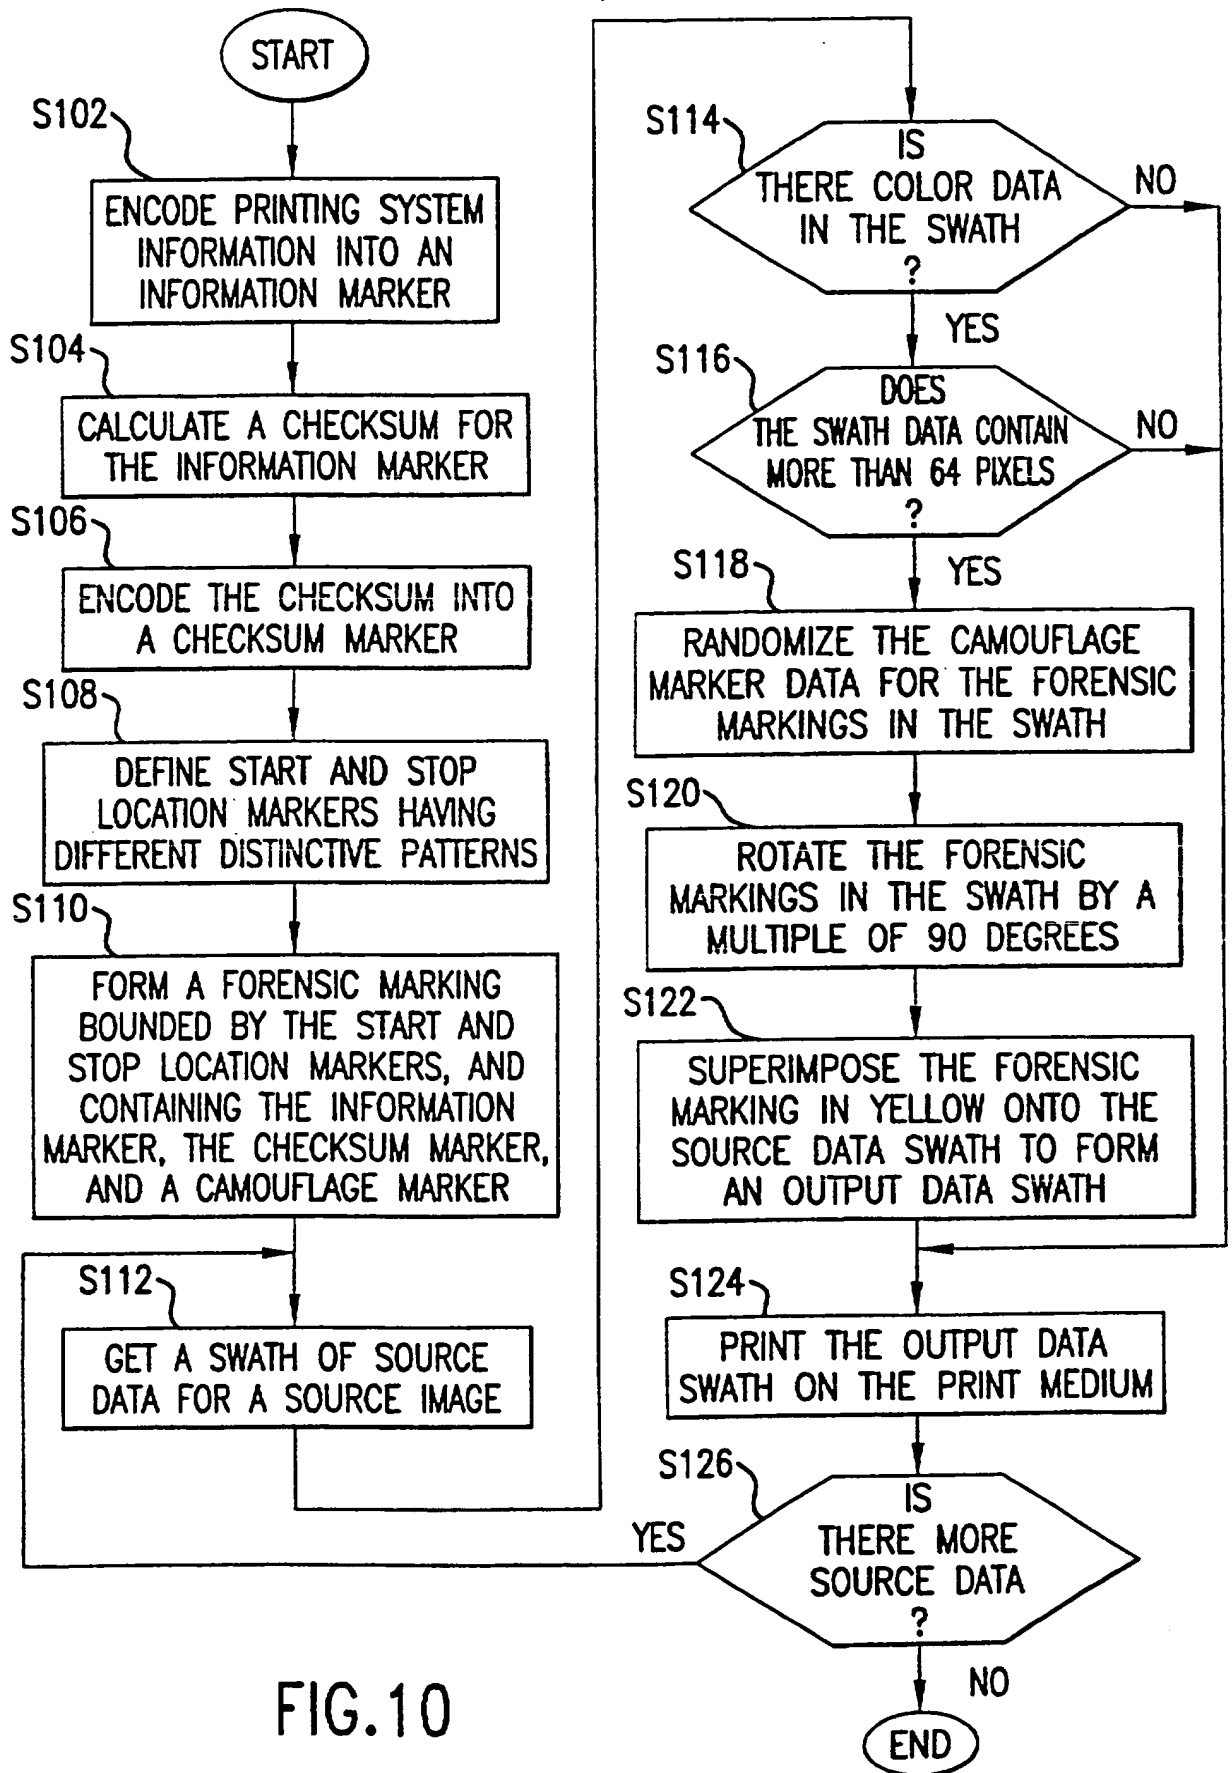 START
S102
ENCODE PRINTING SYSTEM
INFORMATION INTO AN
INFORMATION MARKER
S104
CALCULATE A CHECKSUM FOR
THE INFORMATION MARKER
S106
ENCODE THE CHECKSUM INTO
A CHECKSUM MARKER
S108
DEFINE START AND STOP
LOCATION MARKERS HAVING
DIFFERENT DISTINCTIVE PATTERNS
S110
FORM A FORENSIC MARKING
BOUNDED BY THE START AND
STOP LOCATION MARKERS, AND
CONTAINING THE INFORMATION
MARKER, THE CHECKSUM MARKER,
AND A CAMOUFLAGE MARKER
S112
GET A SWATH OF SOURCE
DATA FOR A SOURCE IMAGE
S114
IS
THERE COLOR DATA
IN THE SWATH
?
NO
YES
S116
DOES
THE SWATH DATA CONTAIN
MORE THAN 64 PIXELS
?
NO
YES
S118
RANDOMIZE THE CAMOUFLAGE
MARKER DATA FOR THE FORENSIC
MARKINGS IN THE SWATH
S120
ROTATE THE FORENSIC
MARKINGS IN THE SWATH BY A
MULTIPLE OF 90 DEGREES
S122
SUPERIMPOSE THE FORENSIC
MARKING IN YELLOW ONTO THE
SOURCE DATA SWATH TO FORM
AN OUTPUT DATA SWATH
S124
PRINT THE OUTPUT DATA
SWATH ON THE PRINT MEDIUM
S126
IS
THERE MORE
SOURCE DATA
?
YES
NO
END
FIG.10